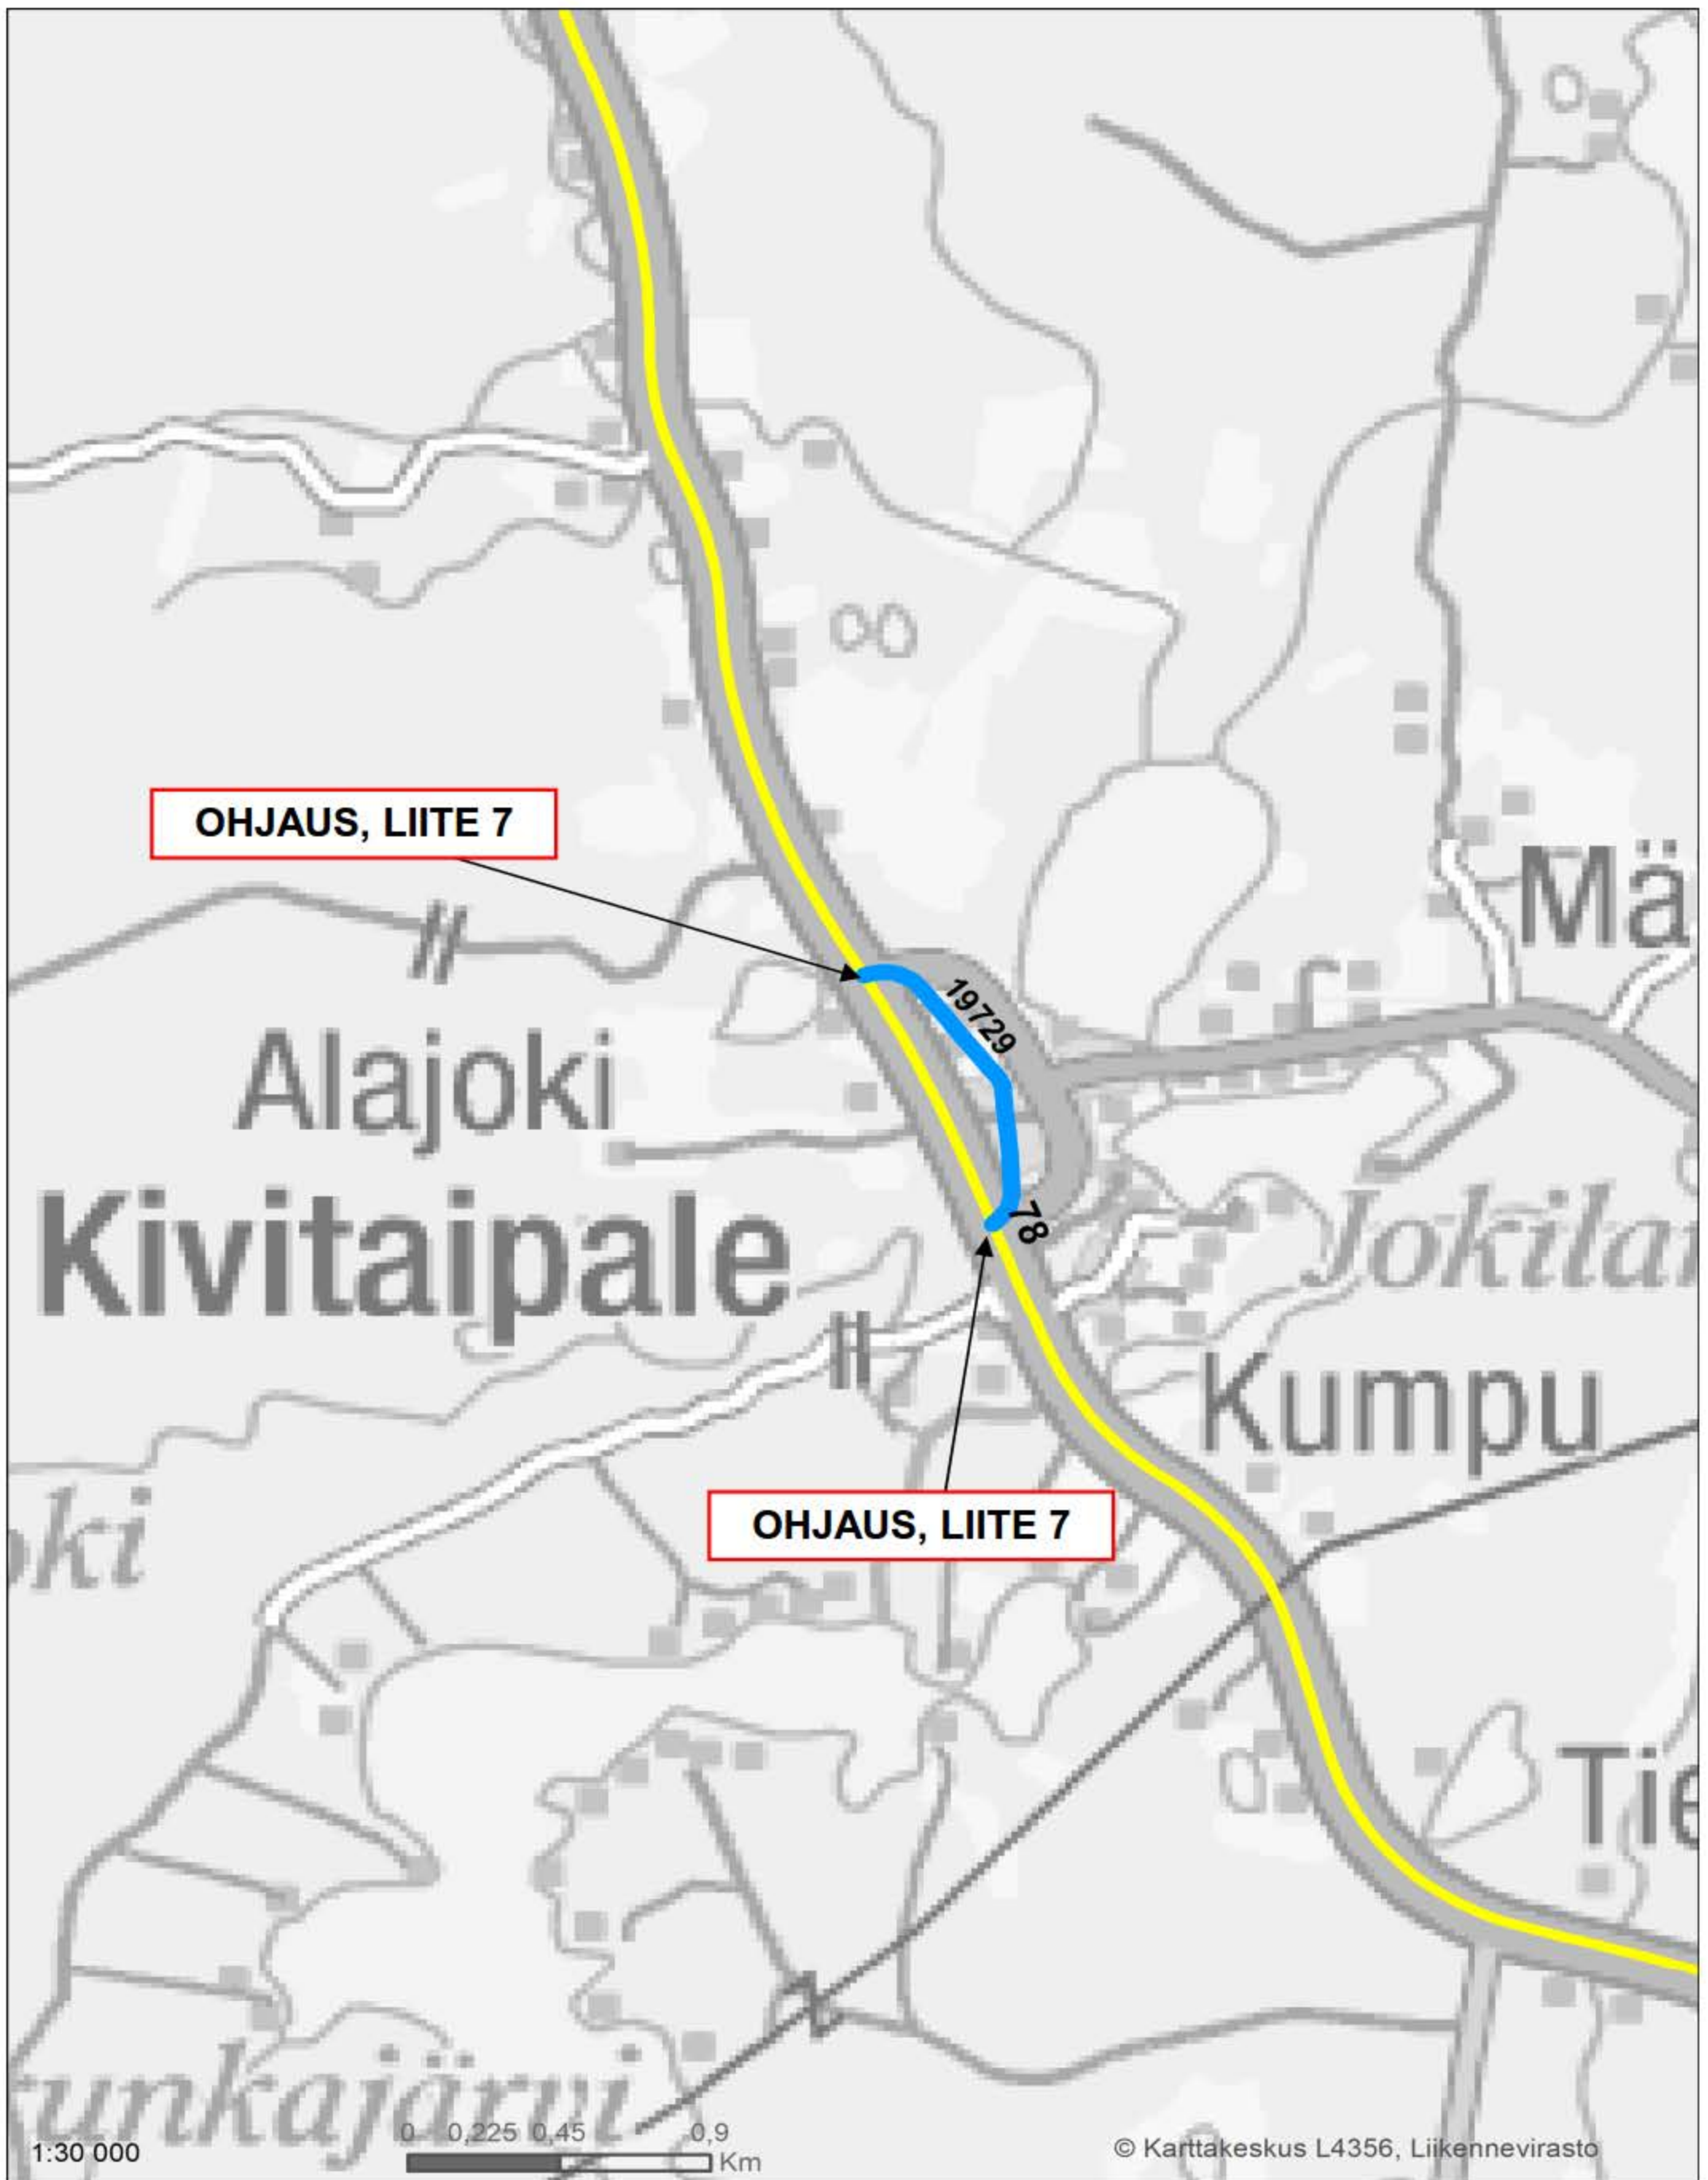 OHJAUS, LIITE 7
Mä
19729
Alajoki
Kivitaipale
78
Jokilai
Kumpu
OHJAUS, LIITE 7
oki
Tie
unkajärvi
0 0,225 0,45 0,9
Km
1:30 000
© Karttakeskus L4356, Liikennevirasto